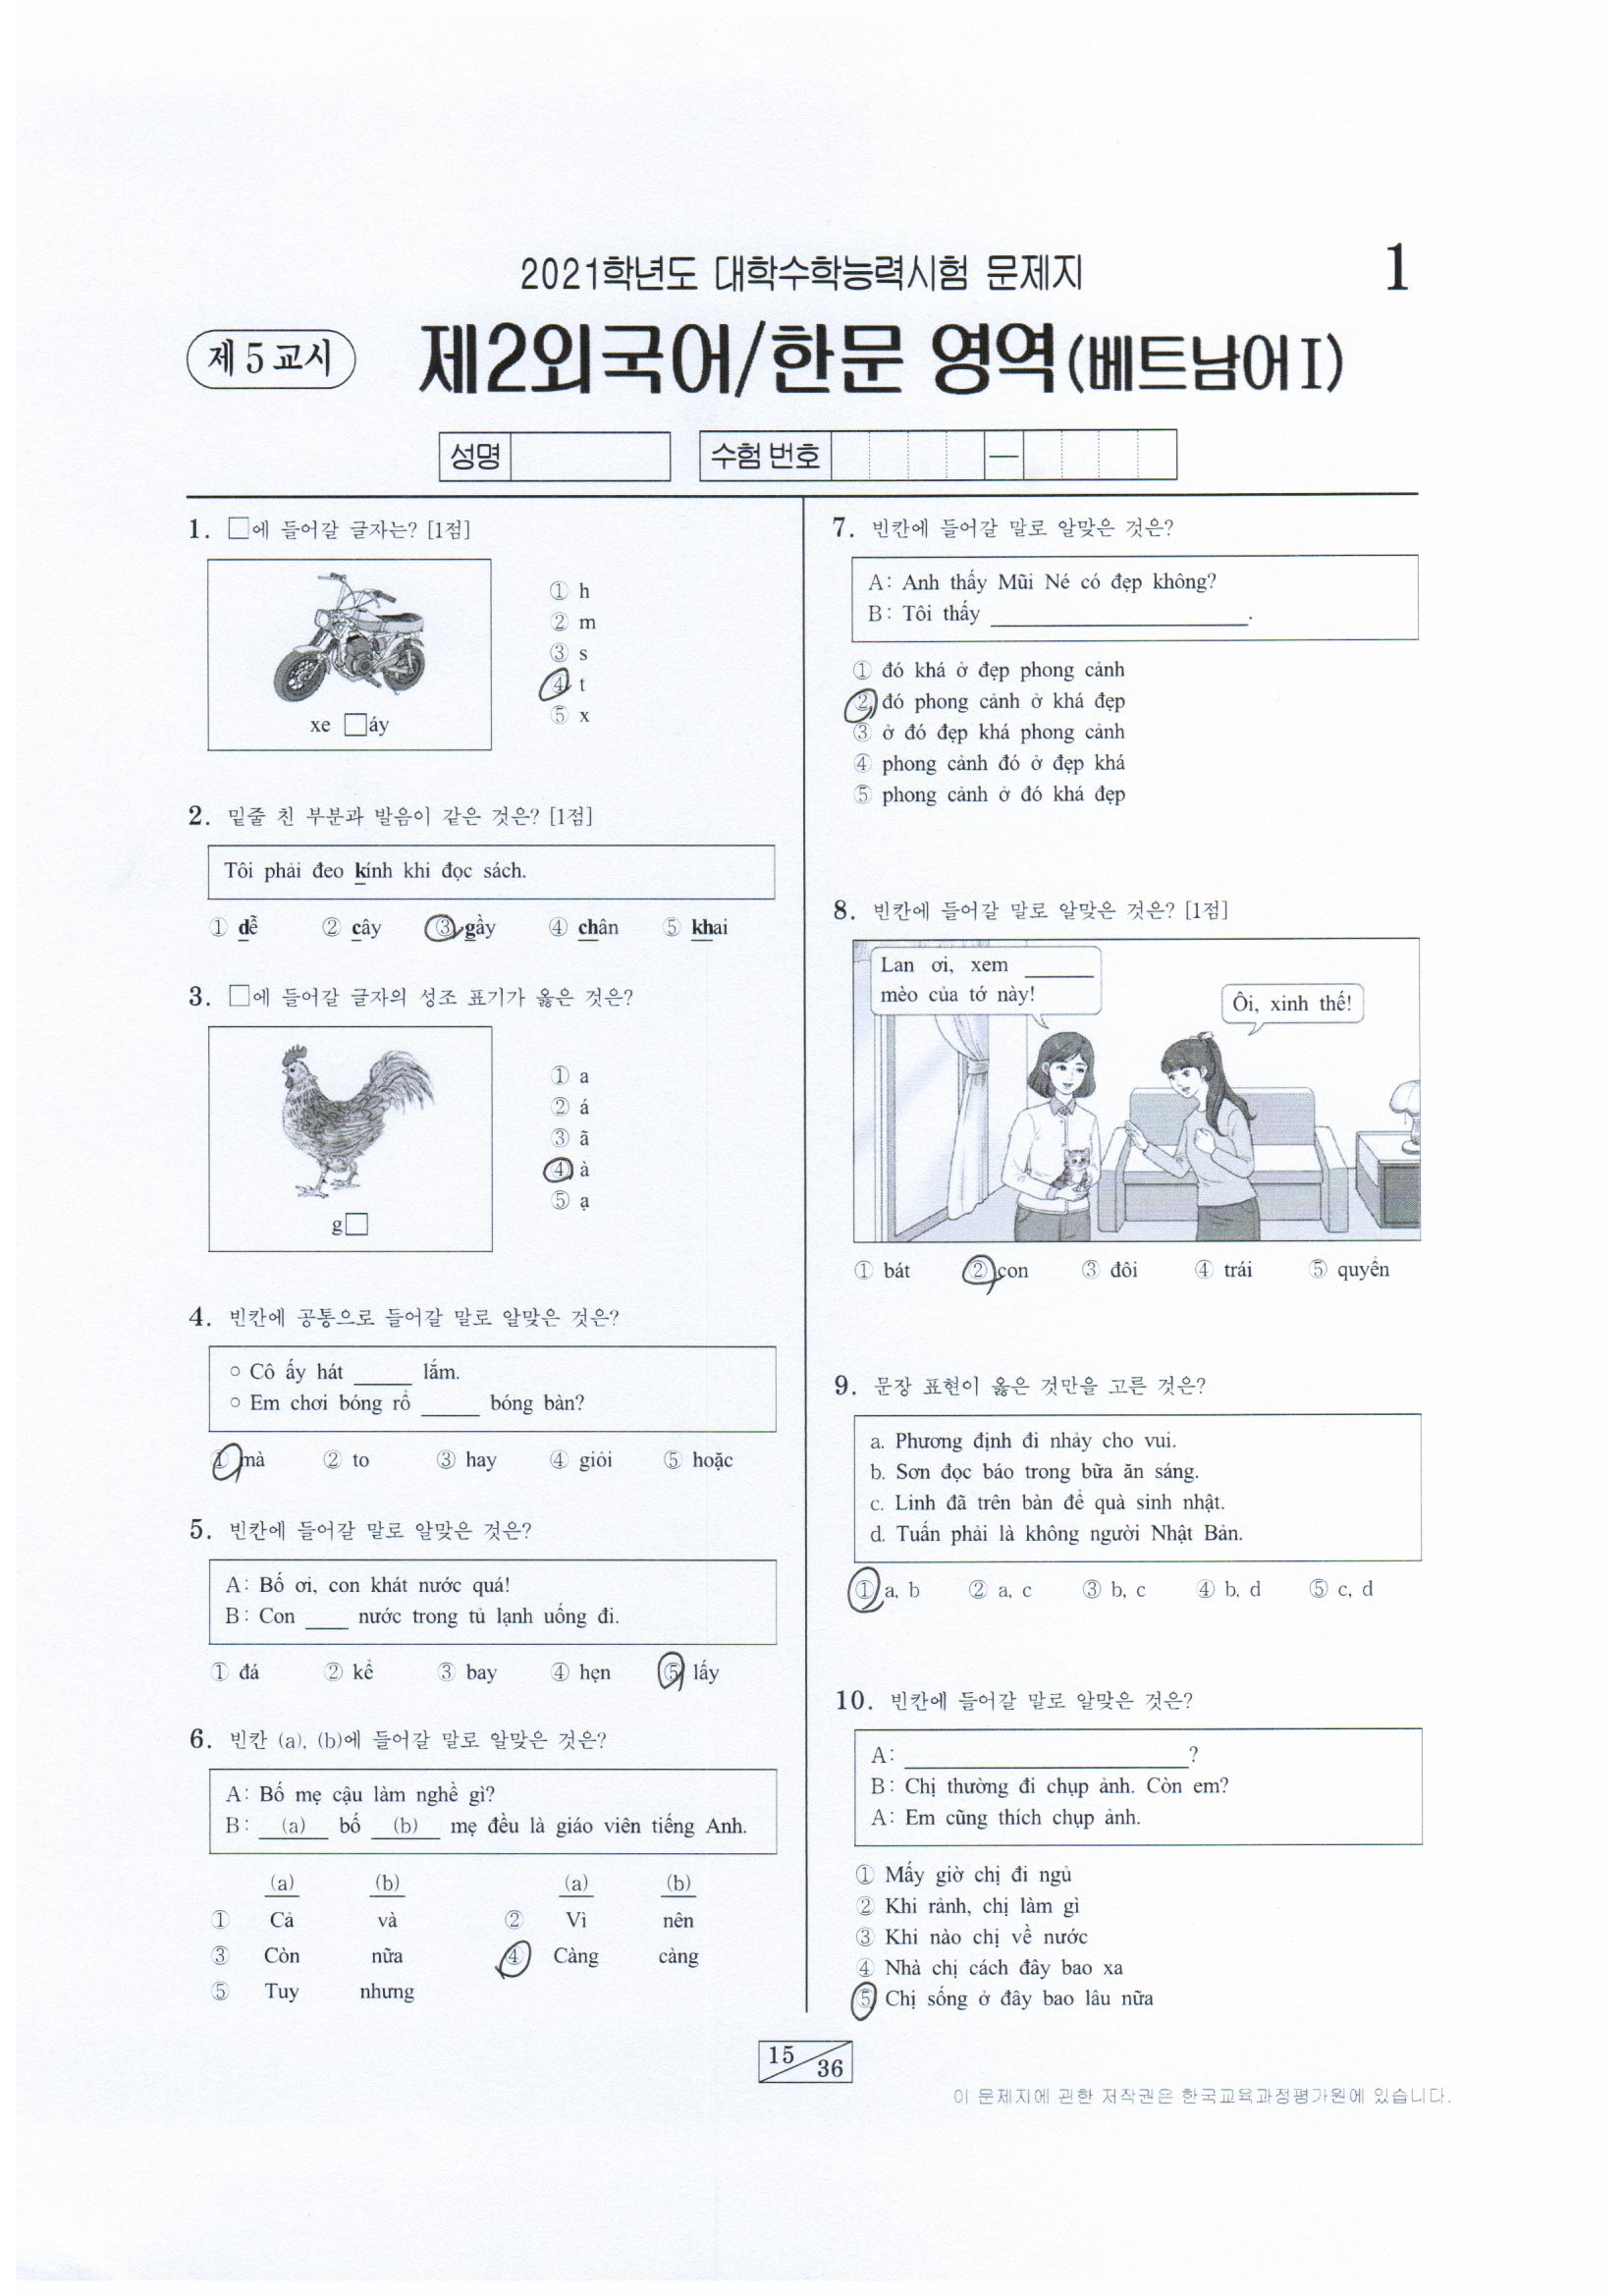 2021학년도 대학수학능력시험 문제지
1
제 5 교시
제2외국어/한문 영역(베트남어 I)
성명
수험 번호
—
1. □에 들어갈 글자는? [1점]
xe □áy
① h
② m
③ s
④ t
⑤ x
2. 밑줄 친 부분과 발음이 같은 것은? [1점]
Tôi phải đeo kính khi đọc sách.
① dễ ② cây ③ gầy ④ chân ⑤ khai
3. □에 들어갈 글자의 성조 표기가 옳은 것은?
g□
① a
② á
③ ã
④ à
⑤ ạ
4. 빈칸에 공통으로 들어갈 말로 알맞은 것은?
○ Cô ấy hát _____ lắm.
○ Em chơi bóng rổ _____ bóng bàn?
① mà ② to ③ hay ④ giỏi ⑤ hoặc
5. 빈칸에 들어갈 말로 알맞은 것은?
A: Bố ơi, con khát nước quá!
B: Con ____ nước trong tủ lạnh uống đi.
① đá ② kể ③ bay ④ hẹn ⑤ lấy
6. 빈칸 (a), (b)에 들어갈 말로 알맞은 것은?
A: Bố mẹ cậu làm nghề gì?
B: (a) bố (b) mẹ đều là giáo viên tiếng Anh.
(a) (b) (a) (b)
① Cả và ② Vì nên
③ Còn nữa ④ Càng càng
⑤ Tuy nhưng
7. 빈칸에 들어갈 말로 알맞은 것은?
A: Anh thấy Mũi Né có đẹp không?
B: Tôi thấy ____________________.
① đó khá ở đẹp phong cảnh
② đó phong cảnh ở khá đẹp
③ ở đó đẹp khá phong cảnh
④ phong cảnh đó ở đẹp khá
⑤ phong cảnh ở đó khá đẹp
8. 빈칸에 들어갈 말로 알맞은 것은? [1점]
Lan ơi, xem ______
mèo của tớ này!
Ôi, xinh thế!
① bát ② con ③ đôi ④ trái ⑤ quyển
9. 문장 표현이 옳은 것만을 고른 것은?
a. Phương định đi nhảy cho vui.
b. Sơn đọc báo trong bữa ăn sáng.
c. Linh đã trên bàn để quà sinh nhật.
d. Tuấn phải là không người Nhật Bản.
① a, b ② a, c ③ b, c ④ b, d ⑤ c, d
10. 빈칸에 들어갈 말로 알맞은 것은?
A: ______________________?
B: Chị thường đi chụp ảnh. Còn em?
A: Em cũng thích chụp ảnh.
① Mấy giờ chị đi ngủ
② Khi rảnh, chị làm gì
③ Khi nào chị về nước
④ Nhà chị cách đây bao xa
⑤ Chị sống ở đây bao lâu nữa
15
36
이 문제지에 관한 저작권은 한국교육과정평가원에 있습니다.